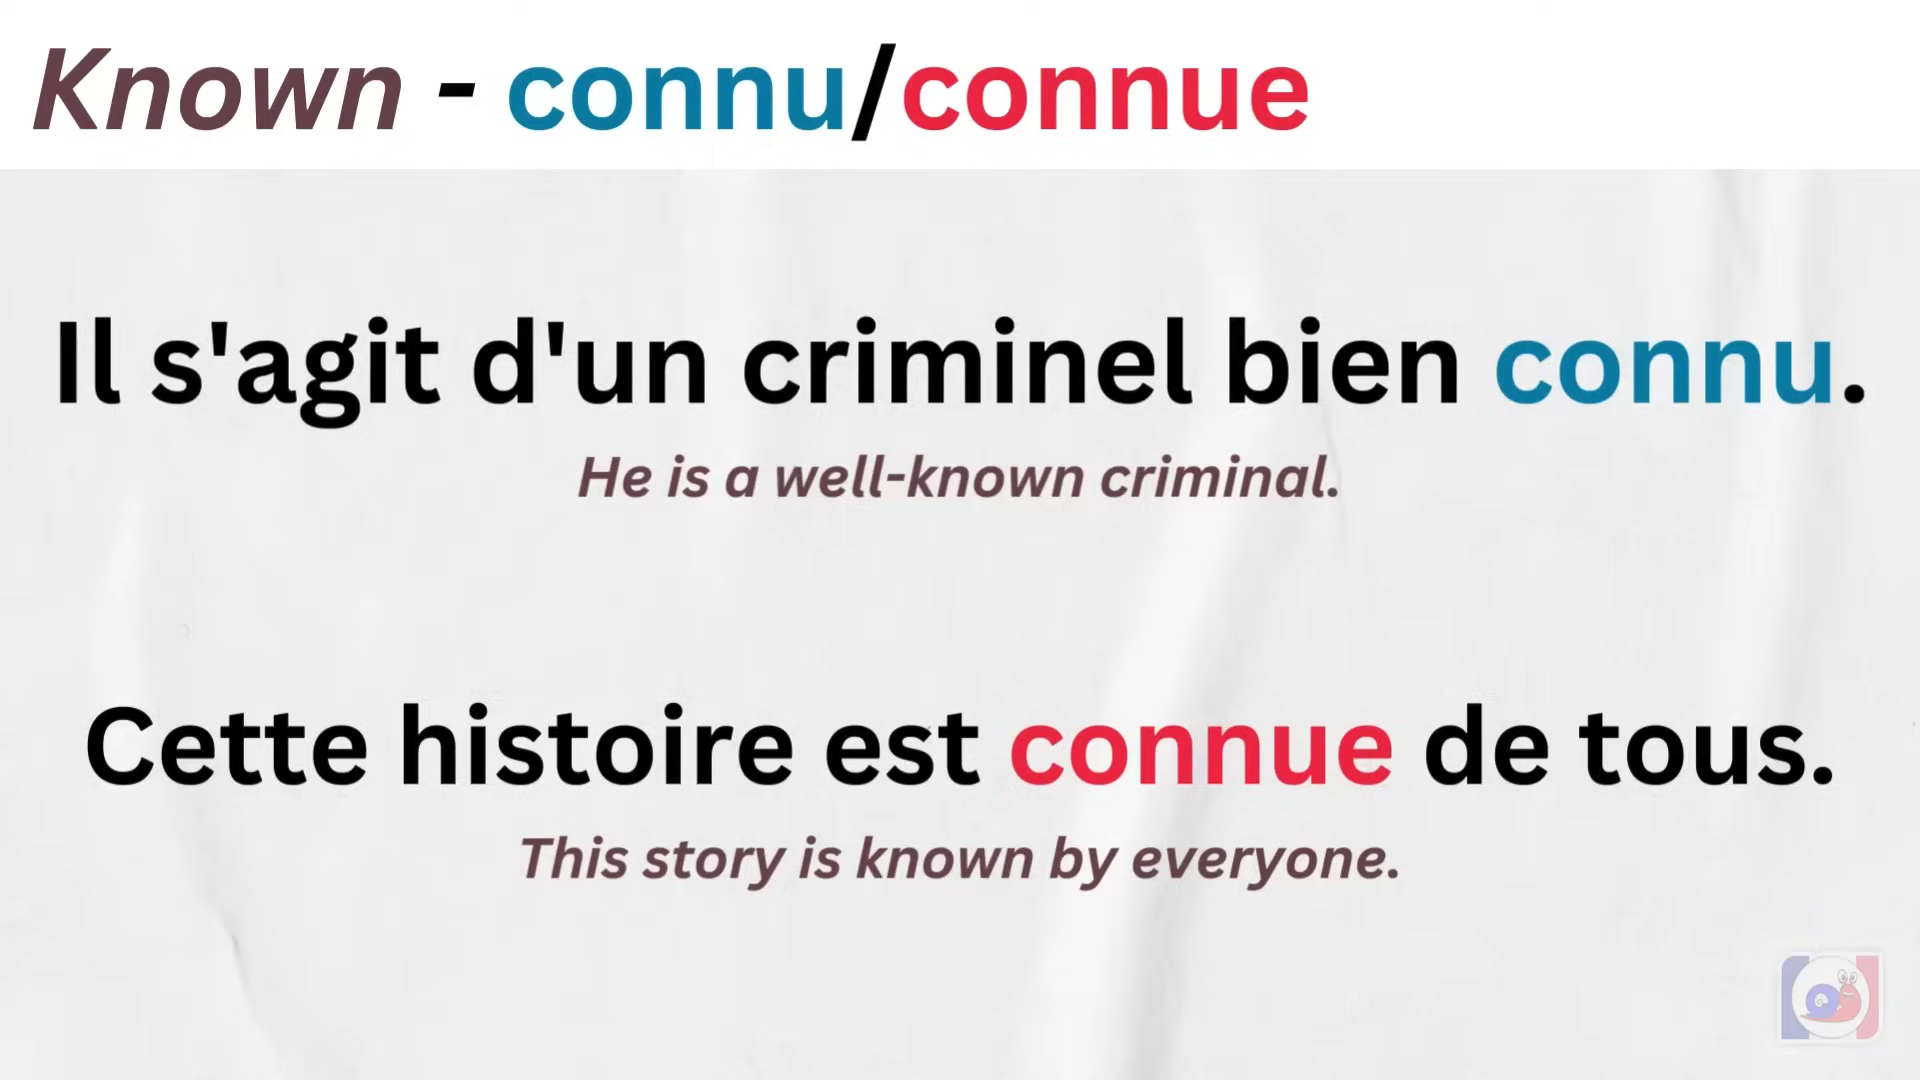 Known - connu/connue
Il s'agit d'un criminel bien connu.
He is a well-known criminal.
Cette histoire est connue de tous.
This story is known by everyone.